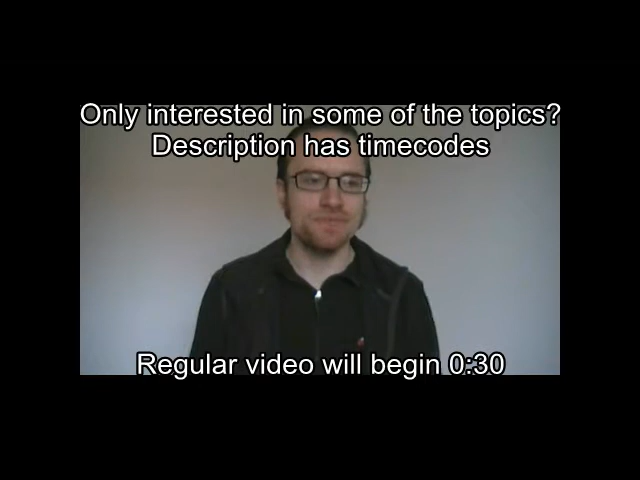 Only interested in some of the topics?
Description has timecodes
Regular video will begin 0:30